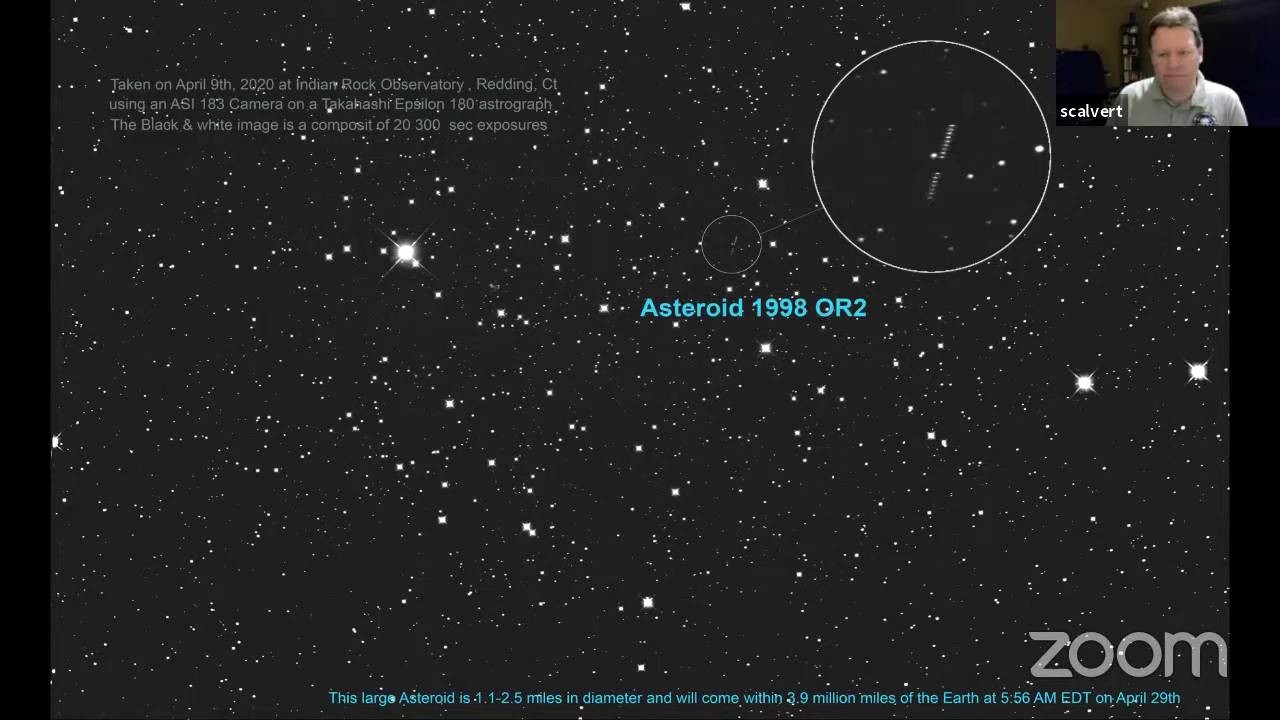 Taken on April 9th, 2020 at Indian Rock Observatory , Redding, Ct
using an ASI 183 Camera on a Takahashi Epsilon 180 astrograph
The Black & white image is a composit of 20 300 sec exposures
scalvert
Asteroid 1998 OR2
zoom
This large Asteroid is 1.1-2.5 miles in diameter and will come within 3.9 million miles of the Earth at 5:56 AM EDT on April 29th